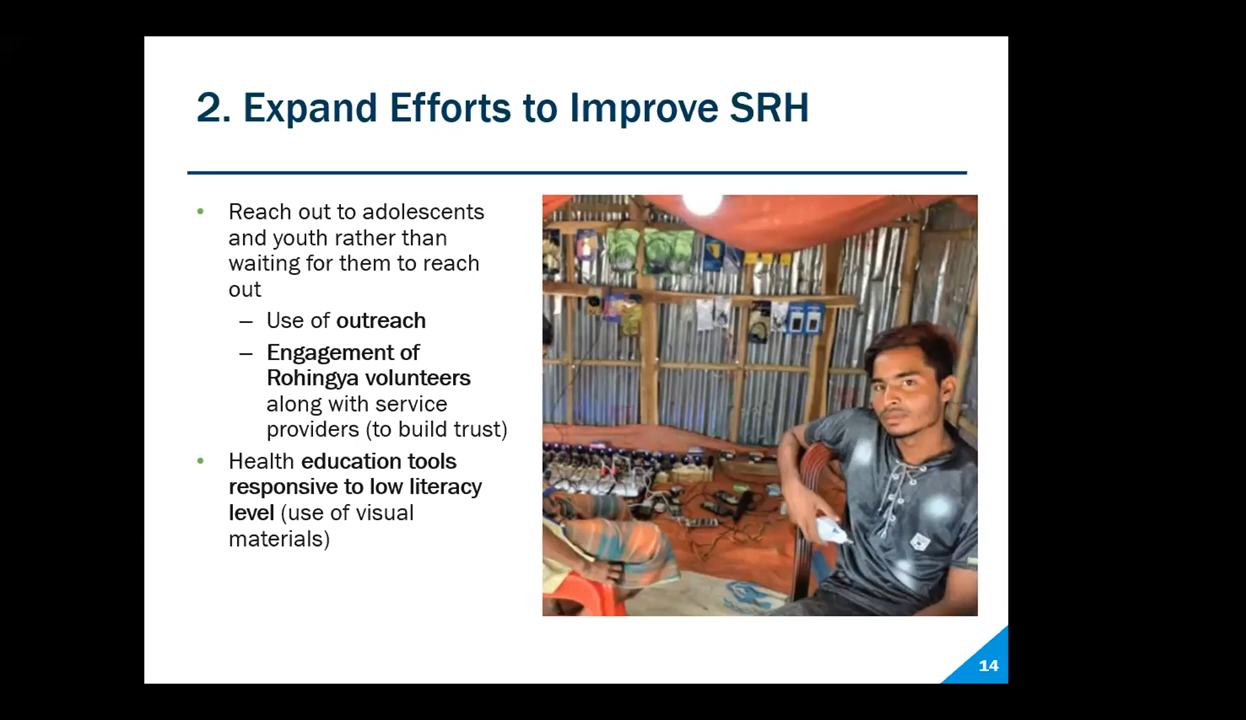 2. Expand Efforts to Improve SRH
• Reach out to adolescents
and youth rather than
waiting for them to reach
out
– Use of outreach
– Engagement of
Rohingya volunteers
along with service
providers (to build trust)
• Health education tools
responsive to low literacy
level (use of visual
materials)
14